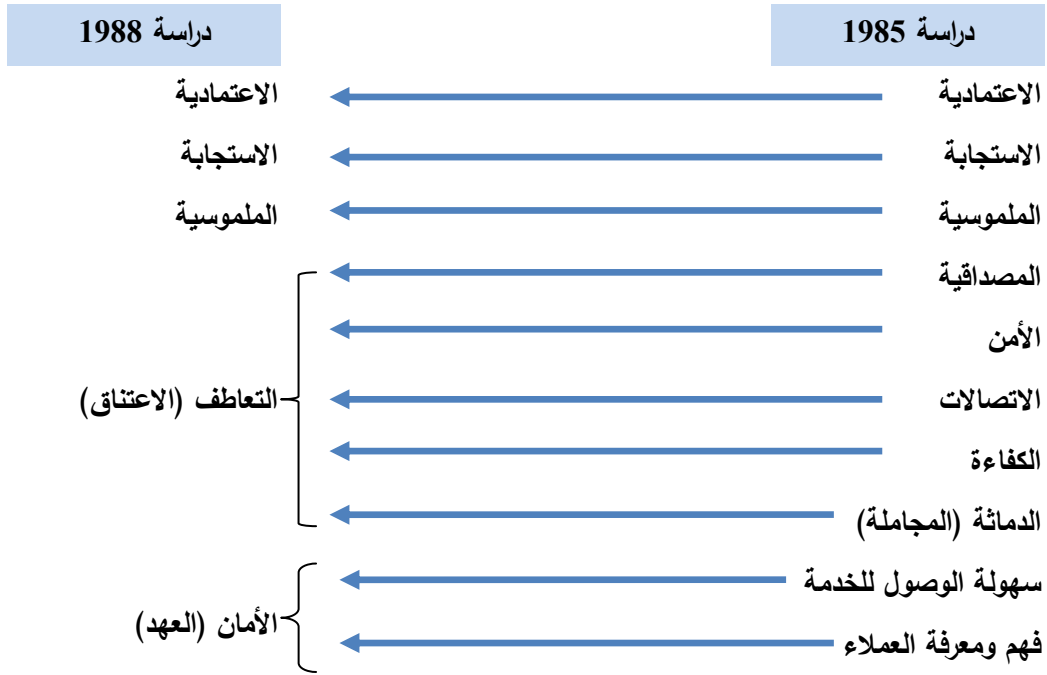 دراسة 1985
دراسة 1988
الاعتمادية
الاعتمادية
الاستجابة
الاستجابة
الملموسية
الملموسية
المصداقية
الأمن
الاتصالات
التعاطف (الاعتناق)
الكفاءة
الدماثة (المجاملة)
سهولة الوصول للخدمة
الأمان (العهد)
فهم ومعرفة العملاء